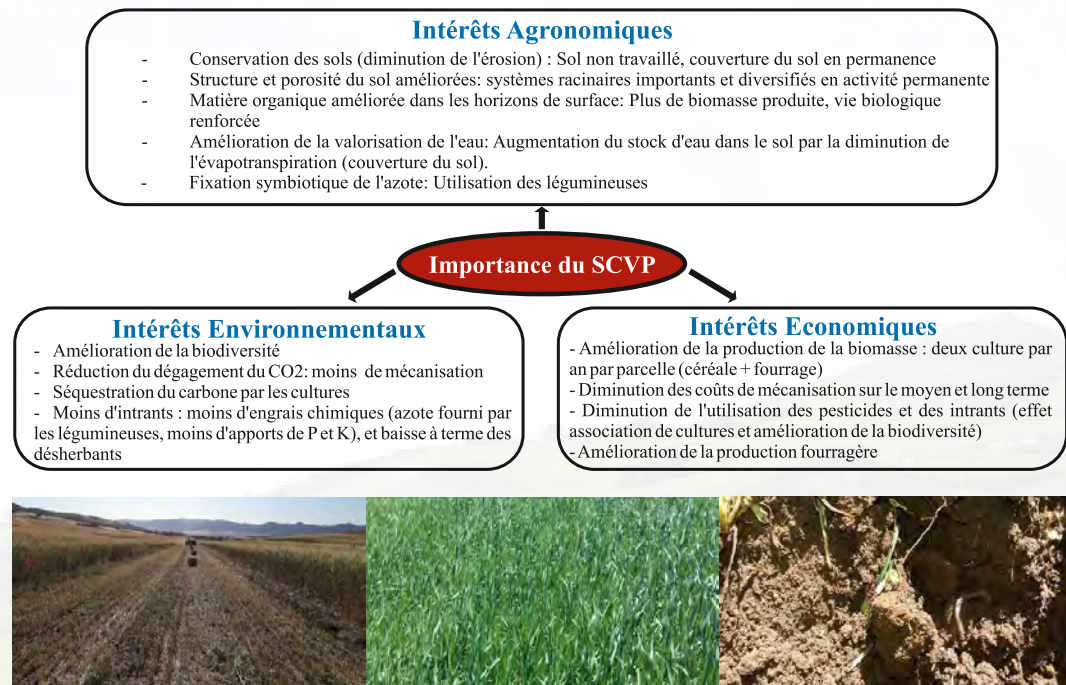 Intérêts Agronomiques
- Conservation des sols (diminution de l'érosion) : Sol non travaillé, couverture du sol en permanence
- Structure et porosité du sol améliorées: systèmes racinaires importants et diversifiés en activité permanente
- Matière organique améliorée dans les horizons de surface: Plus de biomasse produite, vie biologique
renforcée
- Amélioration de la valorisation de l'eau: Augmentation du stock d'eau dans le sol par la diminution de
l'évapotranspiration (couverture du sol).
- Fixation symbiotique de l'azote: Utilisation des légumineuses
Importance du SCVP
Intérêts Environnementaux
- Amélioration de la biodiversité
- Réduction du dégagement du CO2: moins de mécanisation
- Séquestration du carbone par les cultures
- Moins d'intrants : moins d'engrais chimiques (azote fourni par
les légumineuses, moins d'apports de P et K), et baisse à terme des
désherbants
Intérêts Economiques
- Amélioration de la production de la biomasse : deux culture par
an par parcelle (céréale + fourrage)
- Diminution des coûts de mécanisation sur le moyen et long terme
- Diminution de l'utilisation des pesticides et des intrants (effet
association de cultures et amélioration de la biodiversité)
- Amélioration de la production fourragère